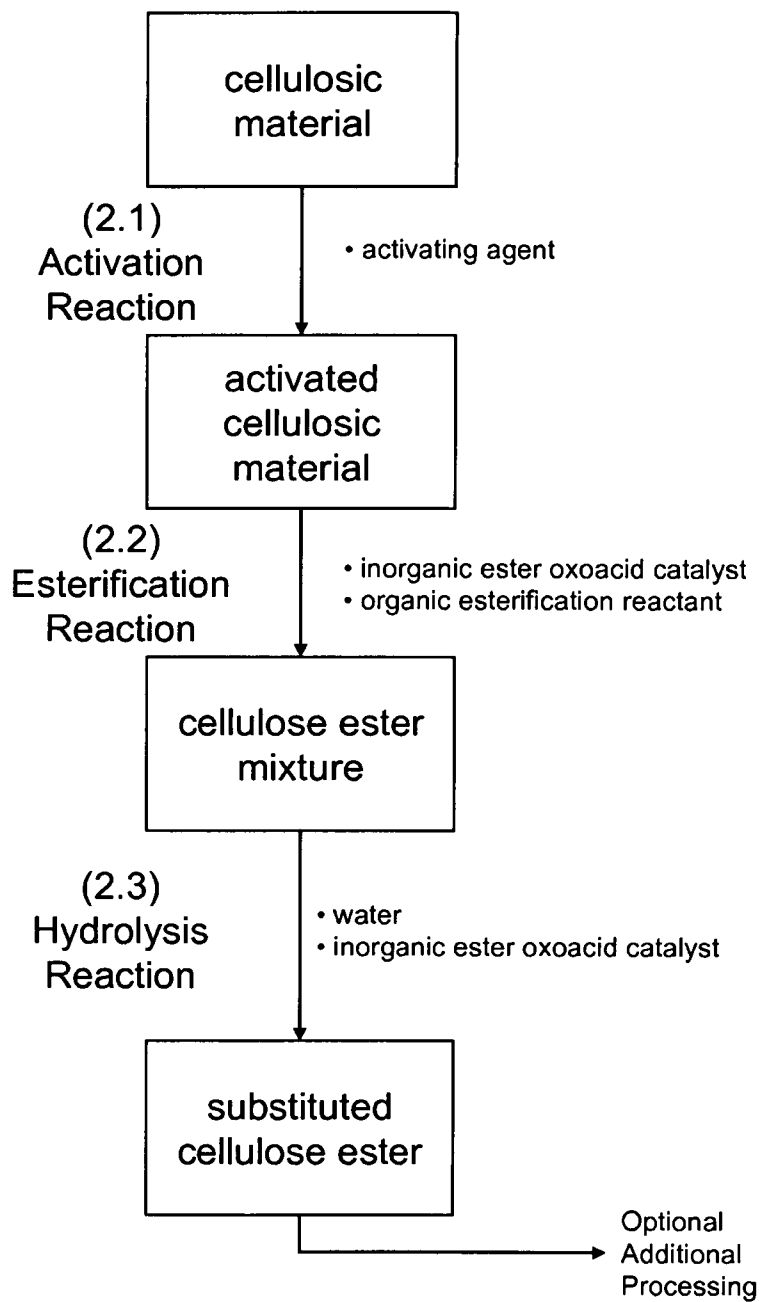 cellulosic
material
(2.1)
Activation
Reaction
• activating agent
activated
cellulosic
material
(2.2)
Esterification
Reaction
• inorganic ester oxoacid catalyst
• organic esterification reactant
cellulose ester
mixture
(2.3)
Hydrolysis
Reaction
• water
• inorganic ester oxoacid catalyst
substituted
cellulose ester
Optional
Additional
Processing